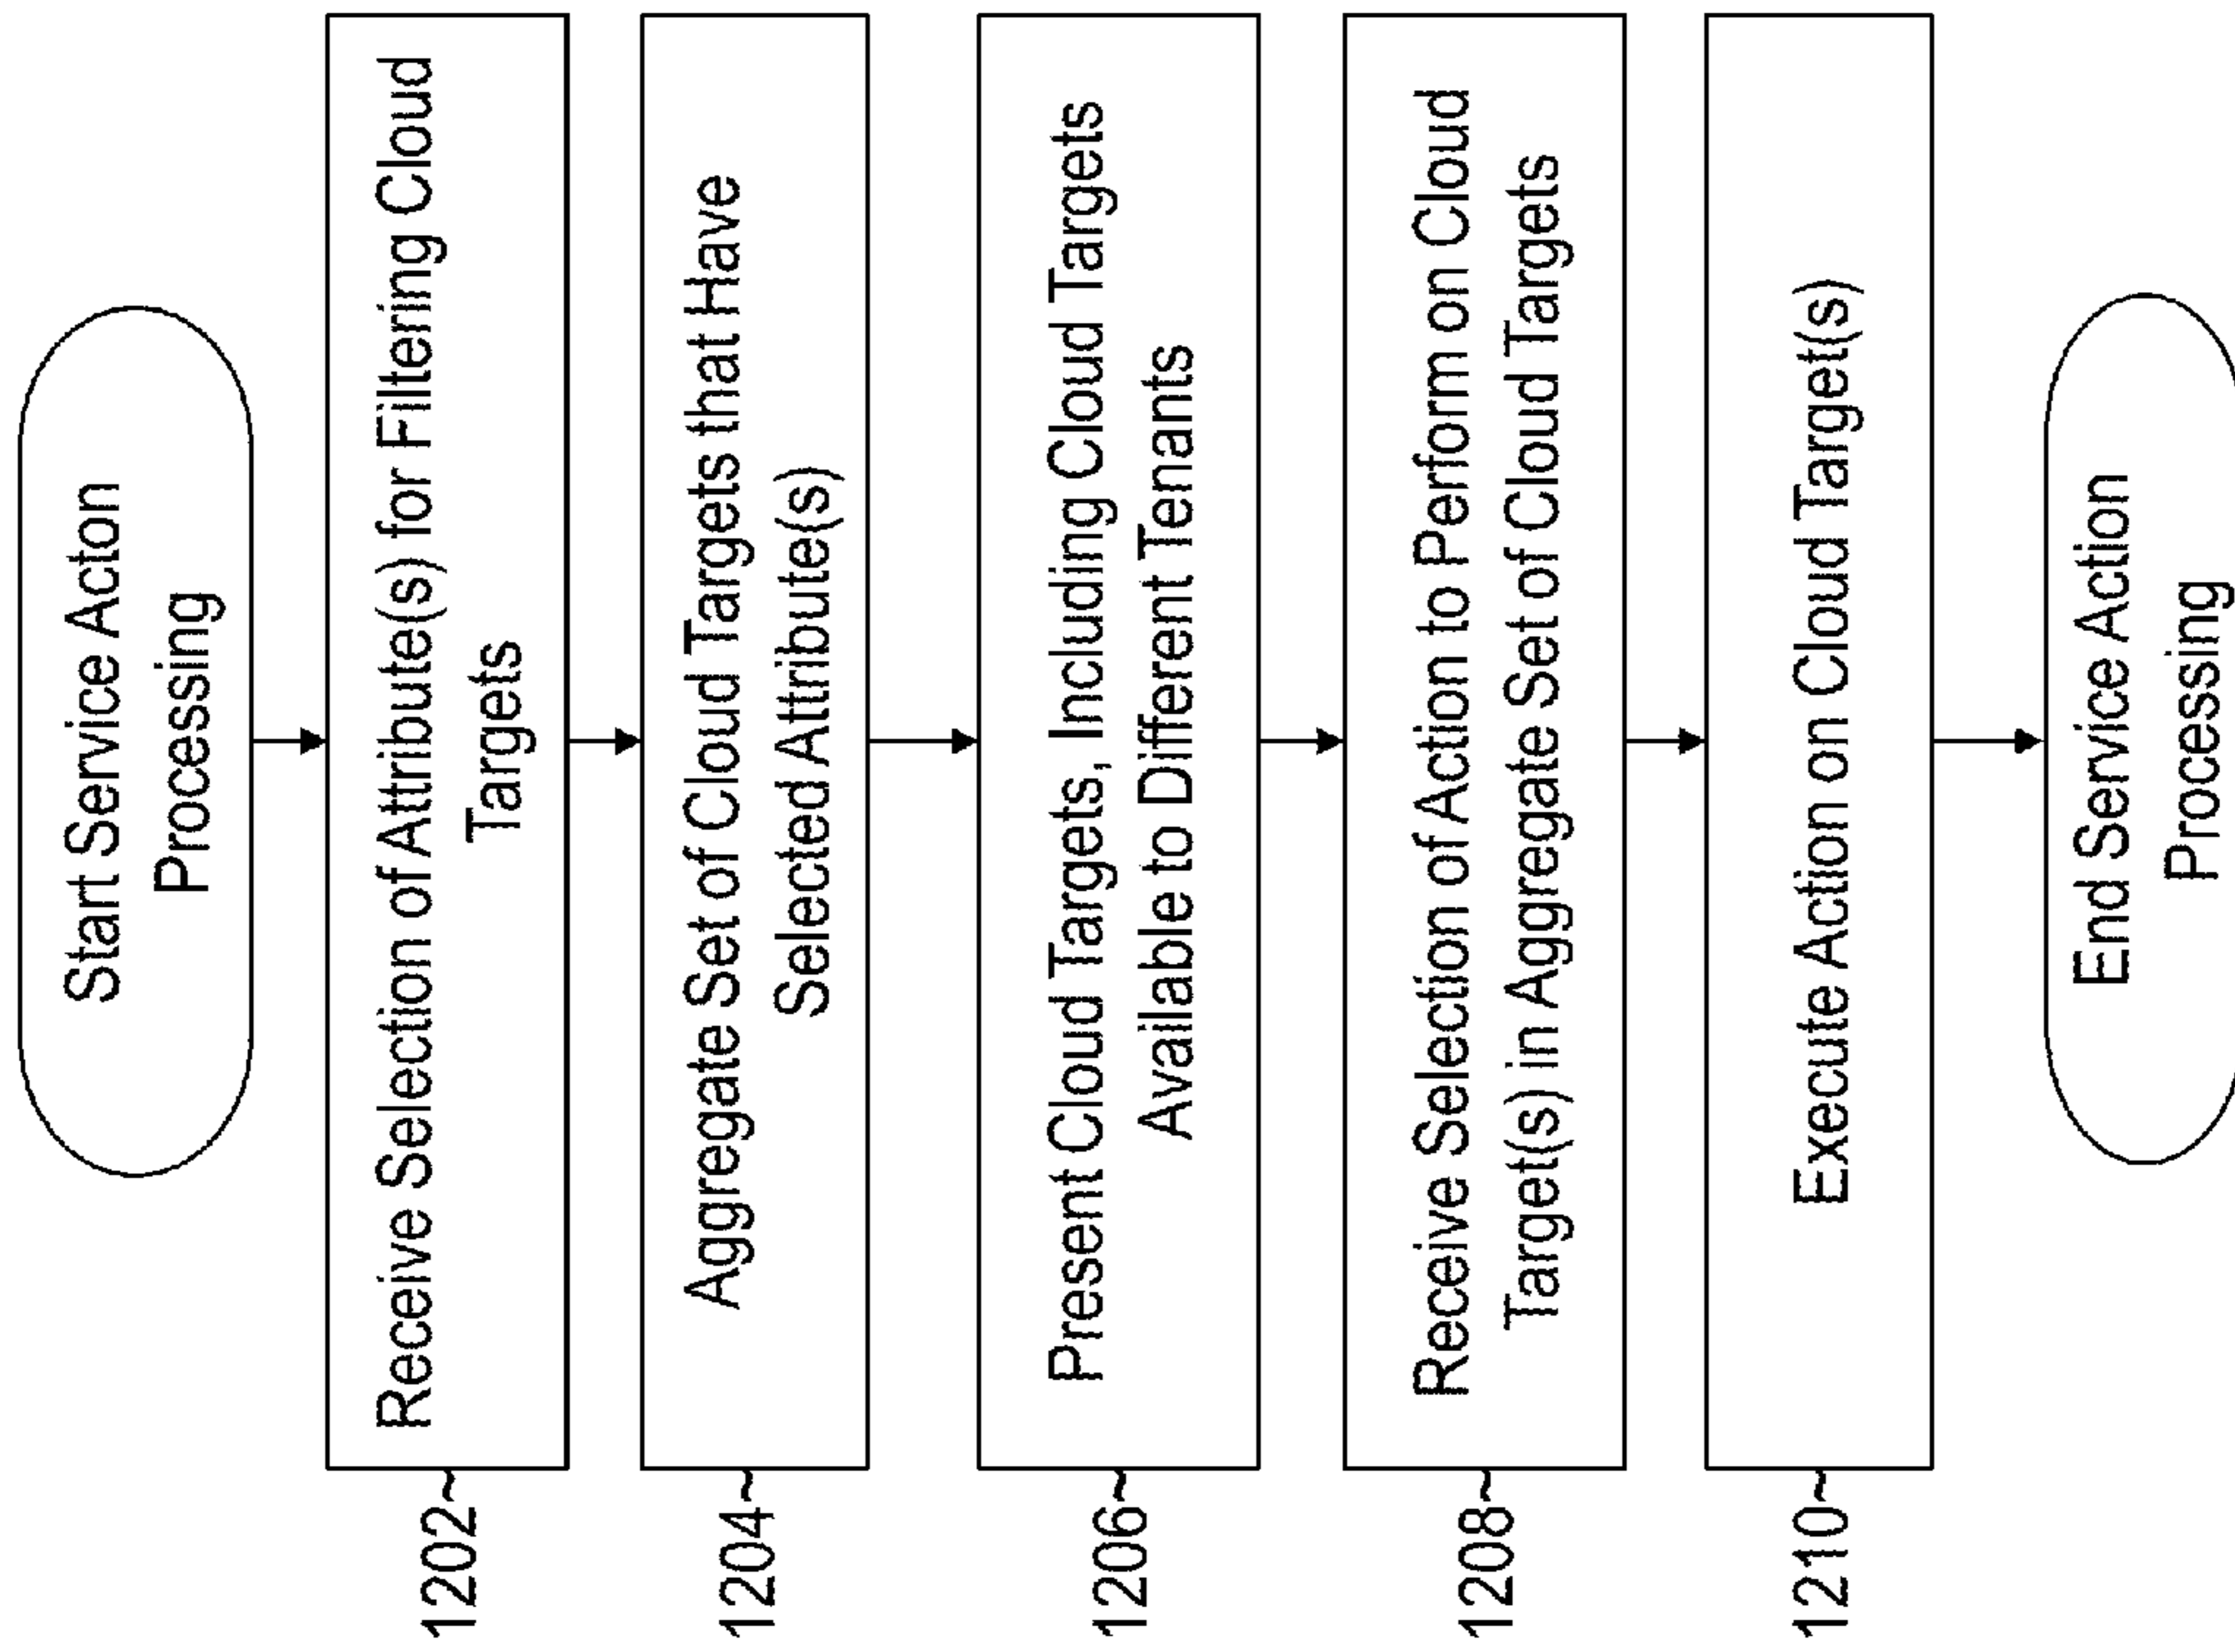 Start Service Acton
Processing
1202~
Receive Selection of Attribute(s) for Filtering Cloud
Targets
1204~
Aggregate Set of Cloud Targets that Have
Selected Attribute(s)
1206~
Present Cloud Targets, Including Cloud Targets
Available to Different Tenants
1208~
Receive Selection of Action to Perform on Cloud
Target(s) in Aggregate Set of Cloud Targets
1210~
Execute Action on Cloud Target(s)
End Service Action
Processing